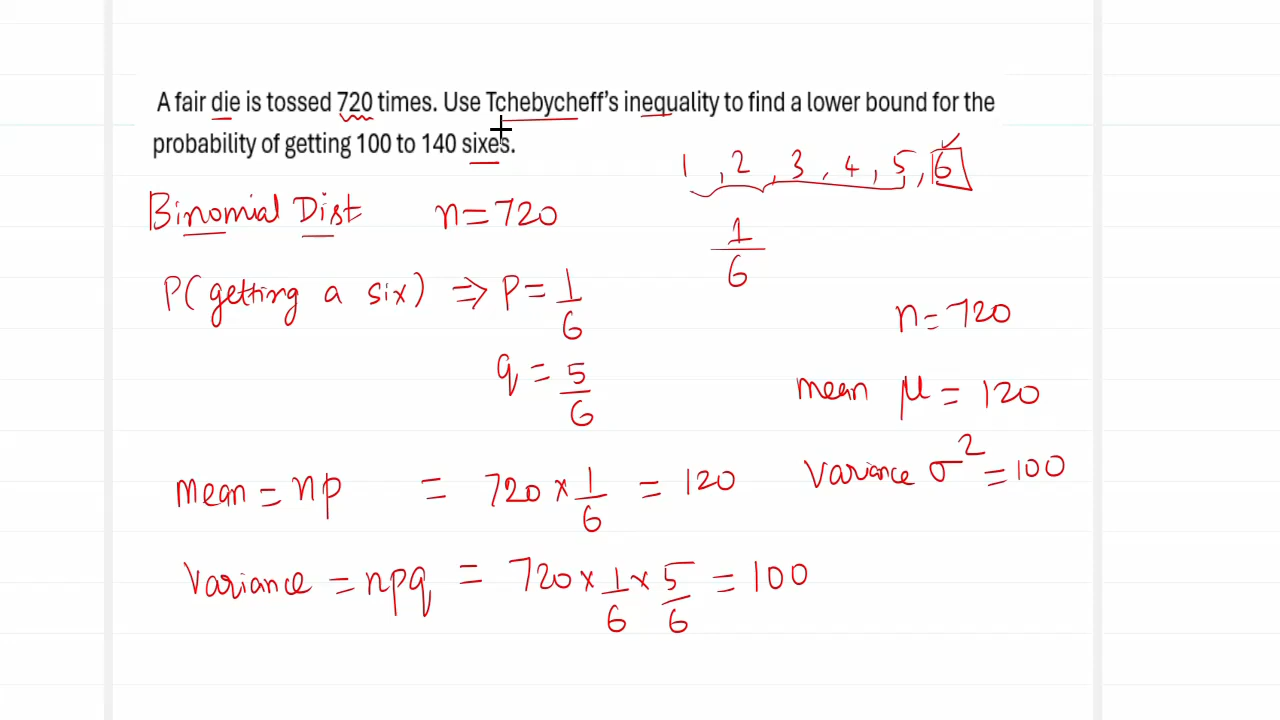 A fair die is tossed 720 times. Use Tchebycheff's inequality to find a lower bound for the
probability of getting 100 to 140 sixes.
1, 2, 3, 4, 5, 6
Binomial Dist n=720
1/6
P(getting a six) ⇒ P = 1/6
n=720
q = 5/6
mean μ = 120
variance σ² = 100
mean = np = 720 × 1/6 = 120
Variance = npq = 720 × 1/6 × 5/6 = 100